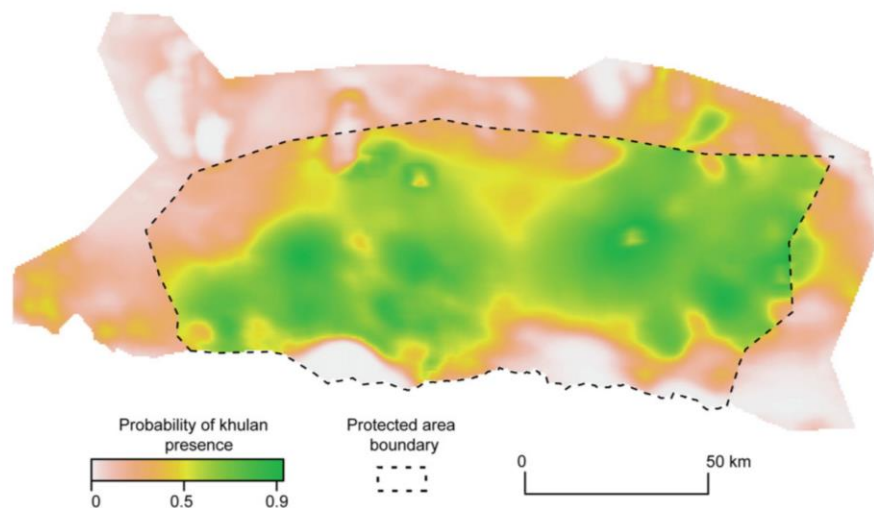 Probability of khulan
presence
0 0.5 0.9
Protected area
boundary
0 50 km